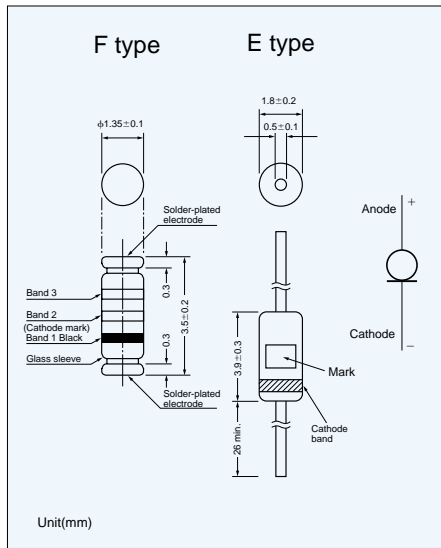 F type
E type
φ1.35±0.1
1.8±0.2
0.5±0.1
Solder-plated
electrode
Anode
+
Band 3
Band 2
(Cathode mark)
Band 1 Black
Glass sleeve
0.3
0.3
3.5±0.2
Solder-plated
electrode
3.9±0.3
26 min.
Mark
Cathode
band
Cathode
−
Unit(mm)